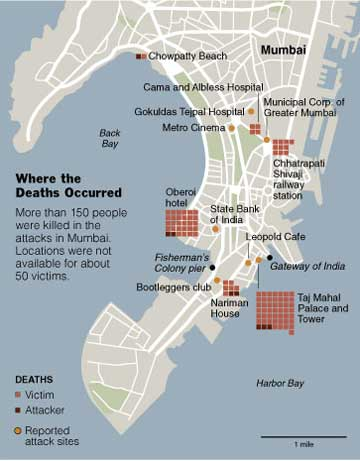 Chowpatty Beach
Mumbai
Cama and Albless Hospital
Gokuldas Tejpal Hospital
Municipal Corp. of
Greater Mumbai
Metro Cinema
Back
Bay
Chhatrapati
Shivaji
railway
station
Where the
Deaths Occurred
More than 150 people
were killed in the
attacks in Mumbai.
Locations were not
available for about
50 victims.
Oberoi
hotel
State Bank
of India
Leopold Cafe
Fisherman's
Colony pier
Gateway of India
Bootleggers club
Nariman
House
Taj Mahal
Palace and
Tower
DEATHS
Victim
Attacker
Reported
attack sites
Harbor Bay
1 mile